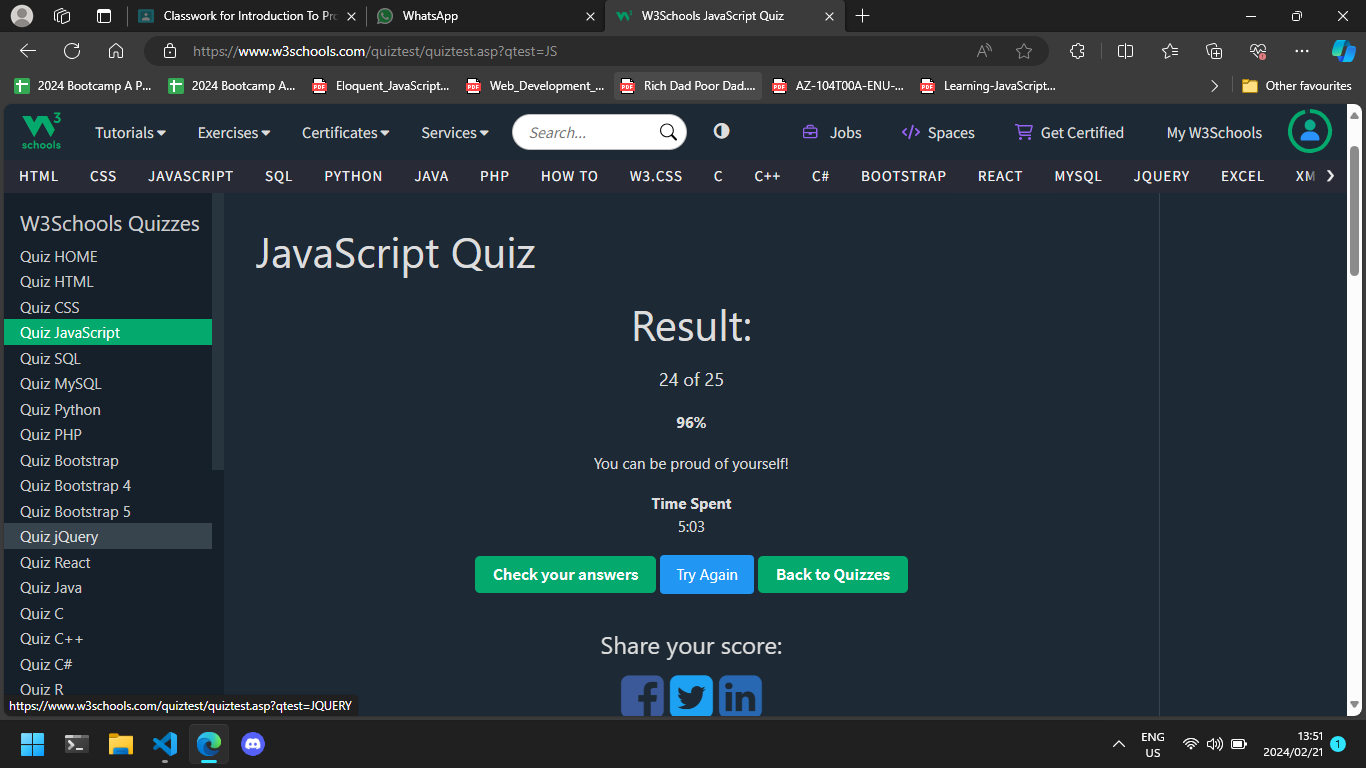 Classwork for Introduction To Pro
WhatsApp
W3Schools JavaScript Quiz
https://www.w3schools.com/quiztest/quiztest.asp?qtest=JS
2024 Bootcamp A P...
2024 Bootcamp A...
Eloquent_JavaScript...
Web_Development_...
Rich Dad Poor Dad....
AZ-104T00A-ENU-...
Learning-JavaScript...
Other favourites
W3 schools
Tutorials
Exercises
Certificates
Services
Search...
Jobs
Spaces
Get Certified
My W3Schools
HTML CSS JAVASCRIPT SQL PYTHON JAVA PHP HOW TO W3.CSS C C++ C# BOOTSTRAP REACT MYSQL JQUERY EXCEL XM
W3Schools Quizzes
Quiz HOME
Quiz HTML
Quiz CSS
Quiz JavaScript
Quiz SQL
Quiz MySQL
Quiz Python
Quiz PHP
Quiz Bootstrap
Quiz Bootstrap 4
Quiz Bootstrap 5
Quiz jQuery
Quiz React
Quiz Java
Quiz C
Quiz C++
Quiz C#
Quiz R
JavaScript Quiz
Result:
24 of 25
96%
You can be proud of yourself!
Time Spent
5:03
Check your answers
Try Again
Back to Quizzes
Share your score:
https://www.w3schools.com/quiztest/quiztest.asp?qtest=JQUERY
ENG
US
13:51
2024/02/21
1